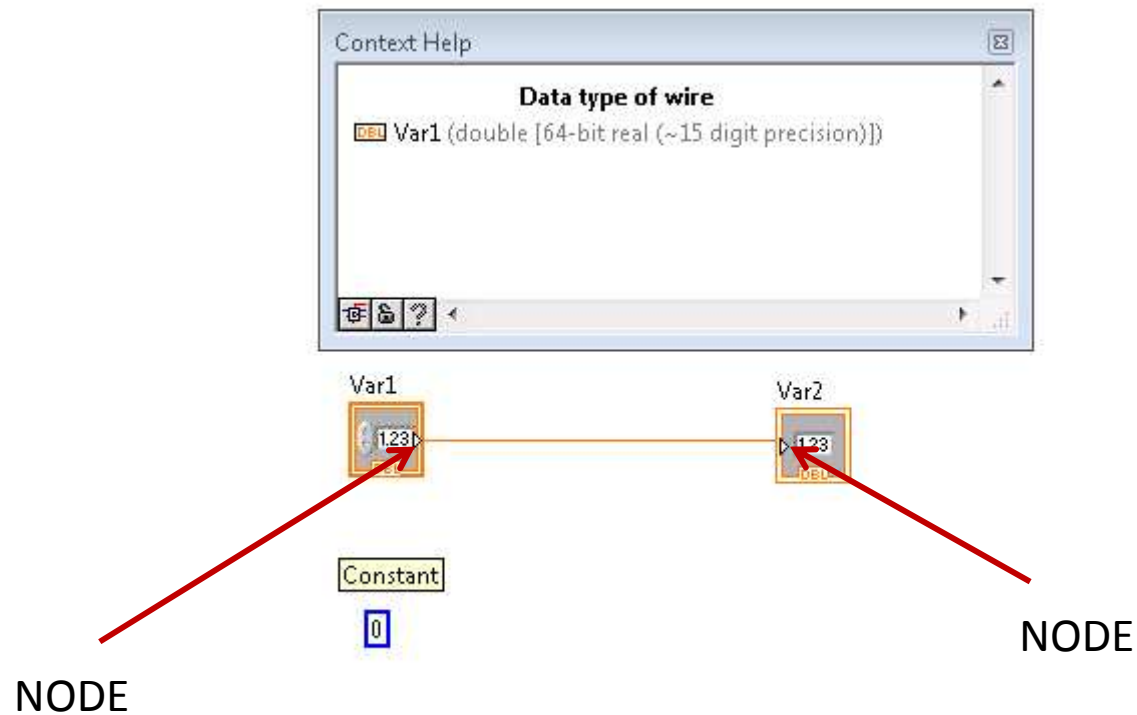 Context Help
Data type of wire
DBL Var1 (double [64-bit real (~15 digit precision)])
?
Var1
Var2
1.23
1.23
DBL
DBL
Constant
0
NODE
NODE